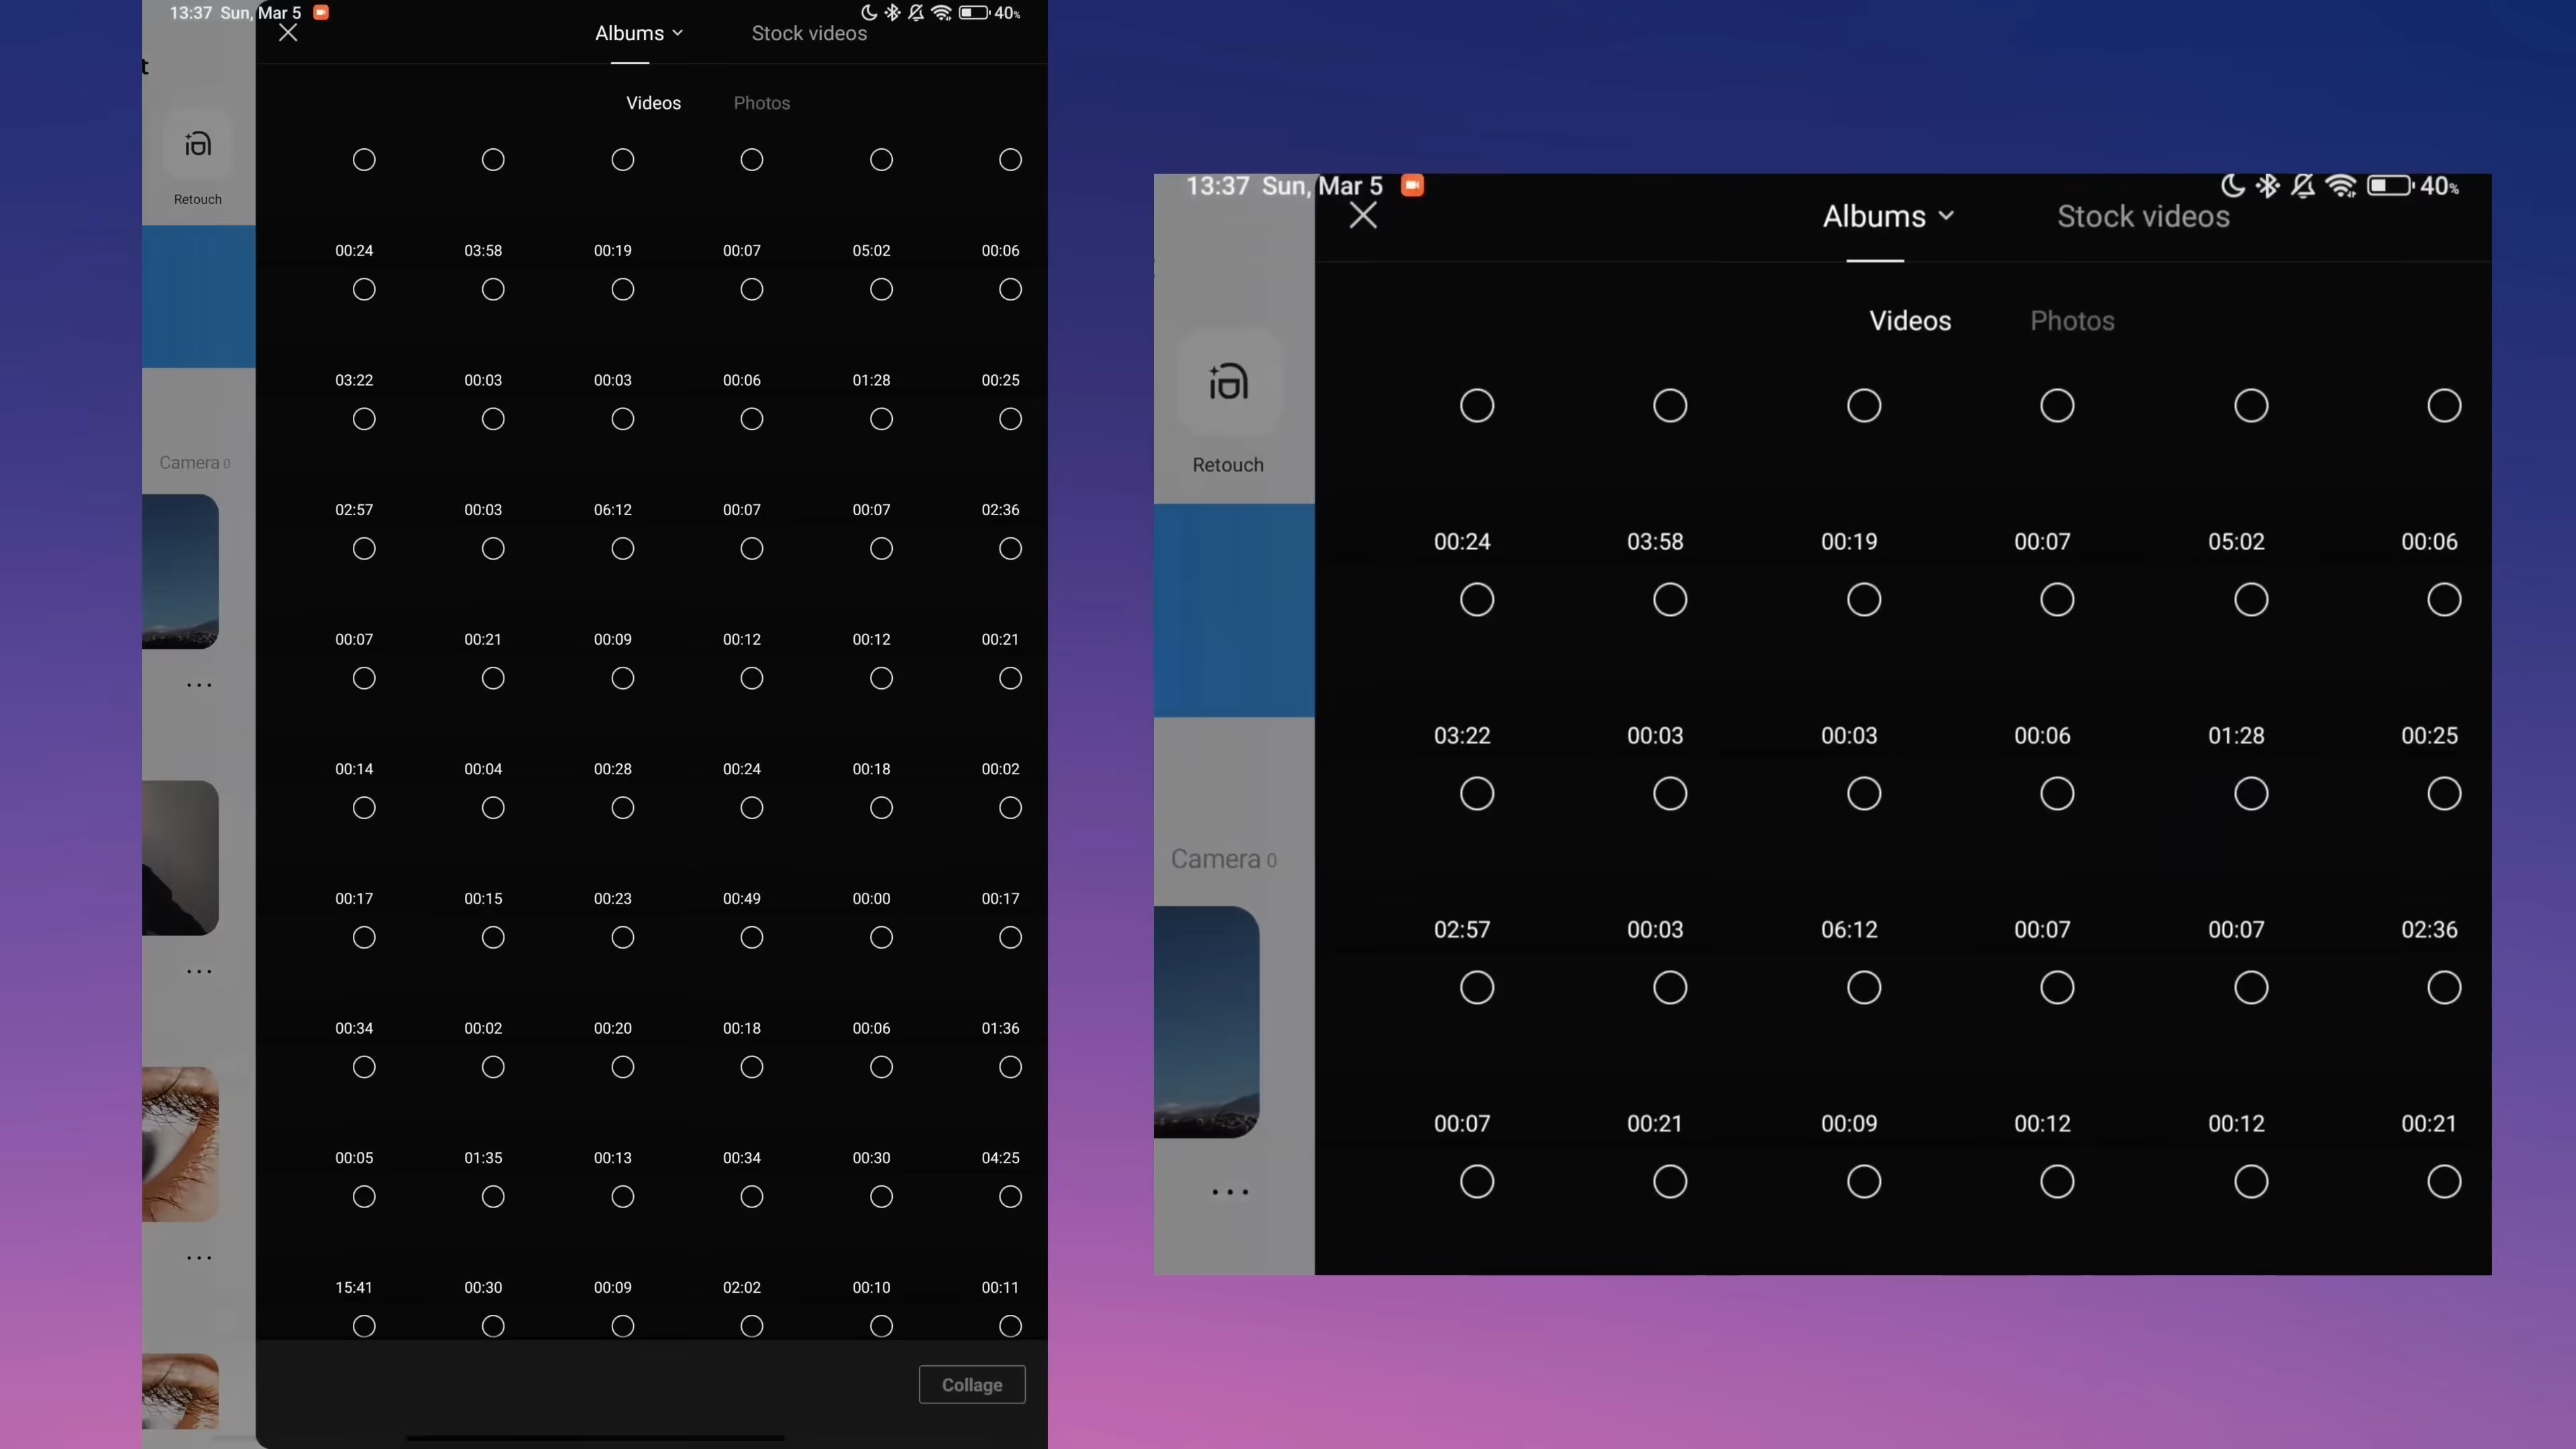 13:37 Sun, Mar 5 40%
Albums Stock videos
t
Videos Photos
Retouch
00:24 03:58 00:19 00:07 05:02 00:06
03:22 00:03 00:03 00:06 01:28 00:25
Camera 0
02:57 00:03 06:12 00:07 00:07 02:36
00:07 00:21 00:09 00:12 00:12 00:21
...
00:14 00:04 00:28 00:24 00:18 00:02
00:17 00:15 00:23 00:49 00:00 00:17
...
00:34 00:02 00:20 00:18 00:06 01:36
00:05 01:35 00:13 00:34 00:30 04:25
...
15:41 00:30 00:09 02:02 00:10 00:11
Collage
13:37 Sun, Mar 5 40%
Albums Stock videos
Videos Photos
Retouch
00:24 03:58 00:19 00:07 05:02 00:06
03:22 00:03 00:03 00:06 01:28 00:25
Camera 0
02:57 00:03 06:12 00:07 00:07 02:36
00:07 00:21 00:09 00:12 00:12 00:21
...